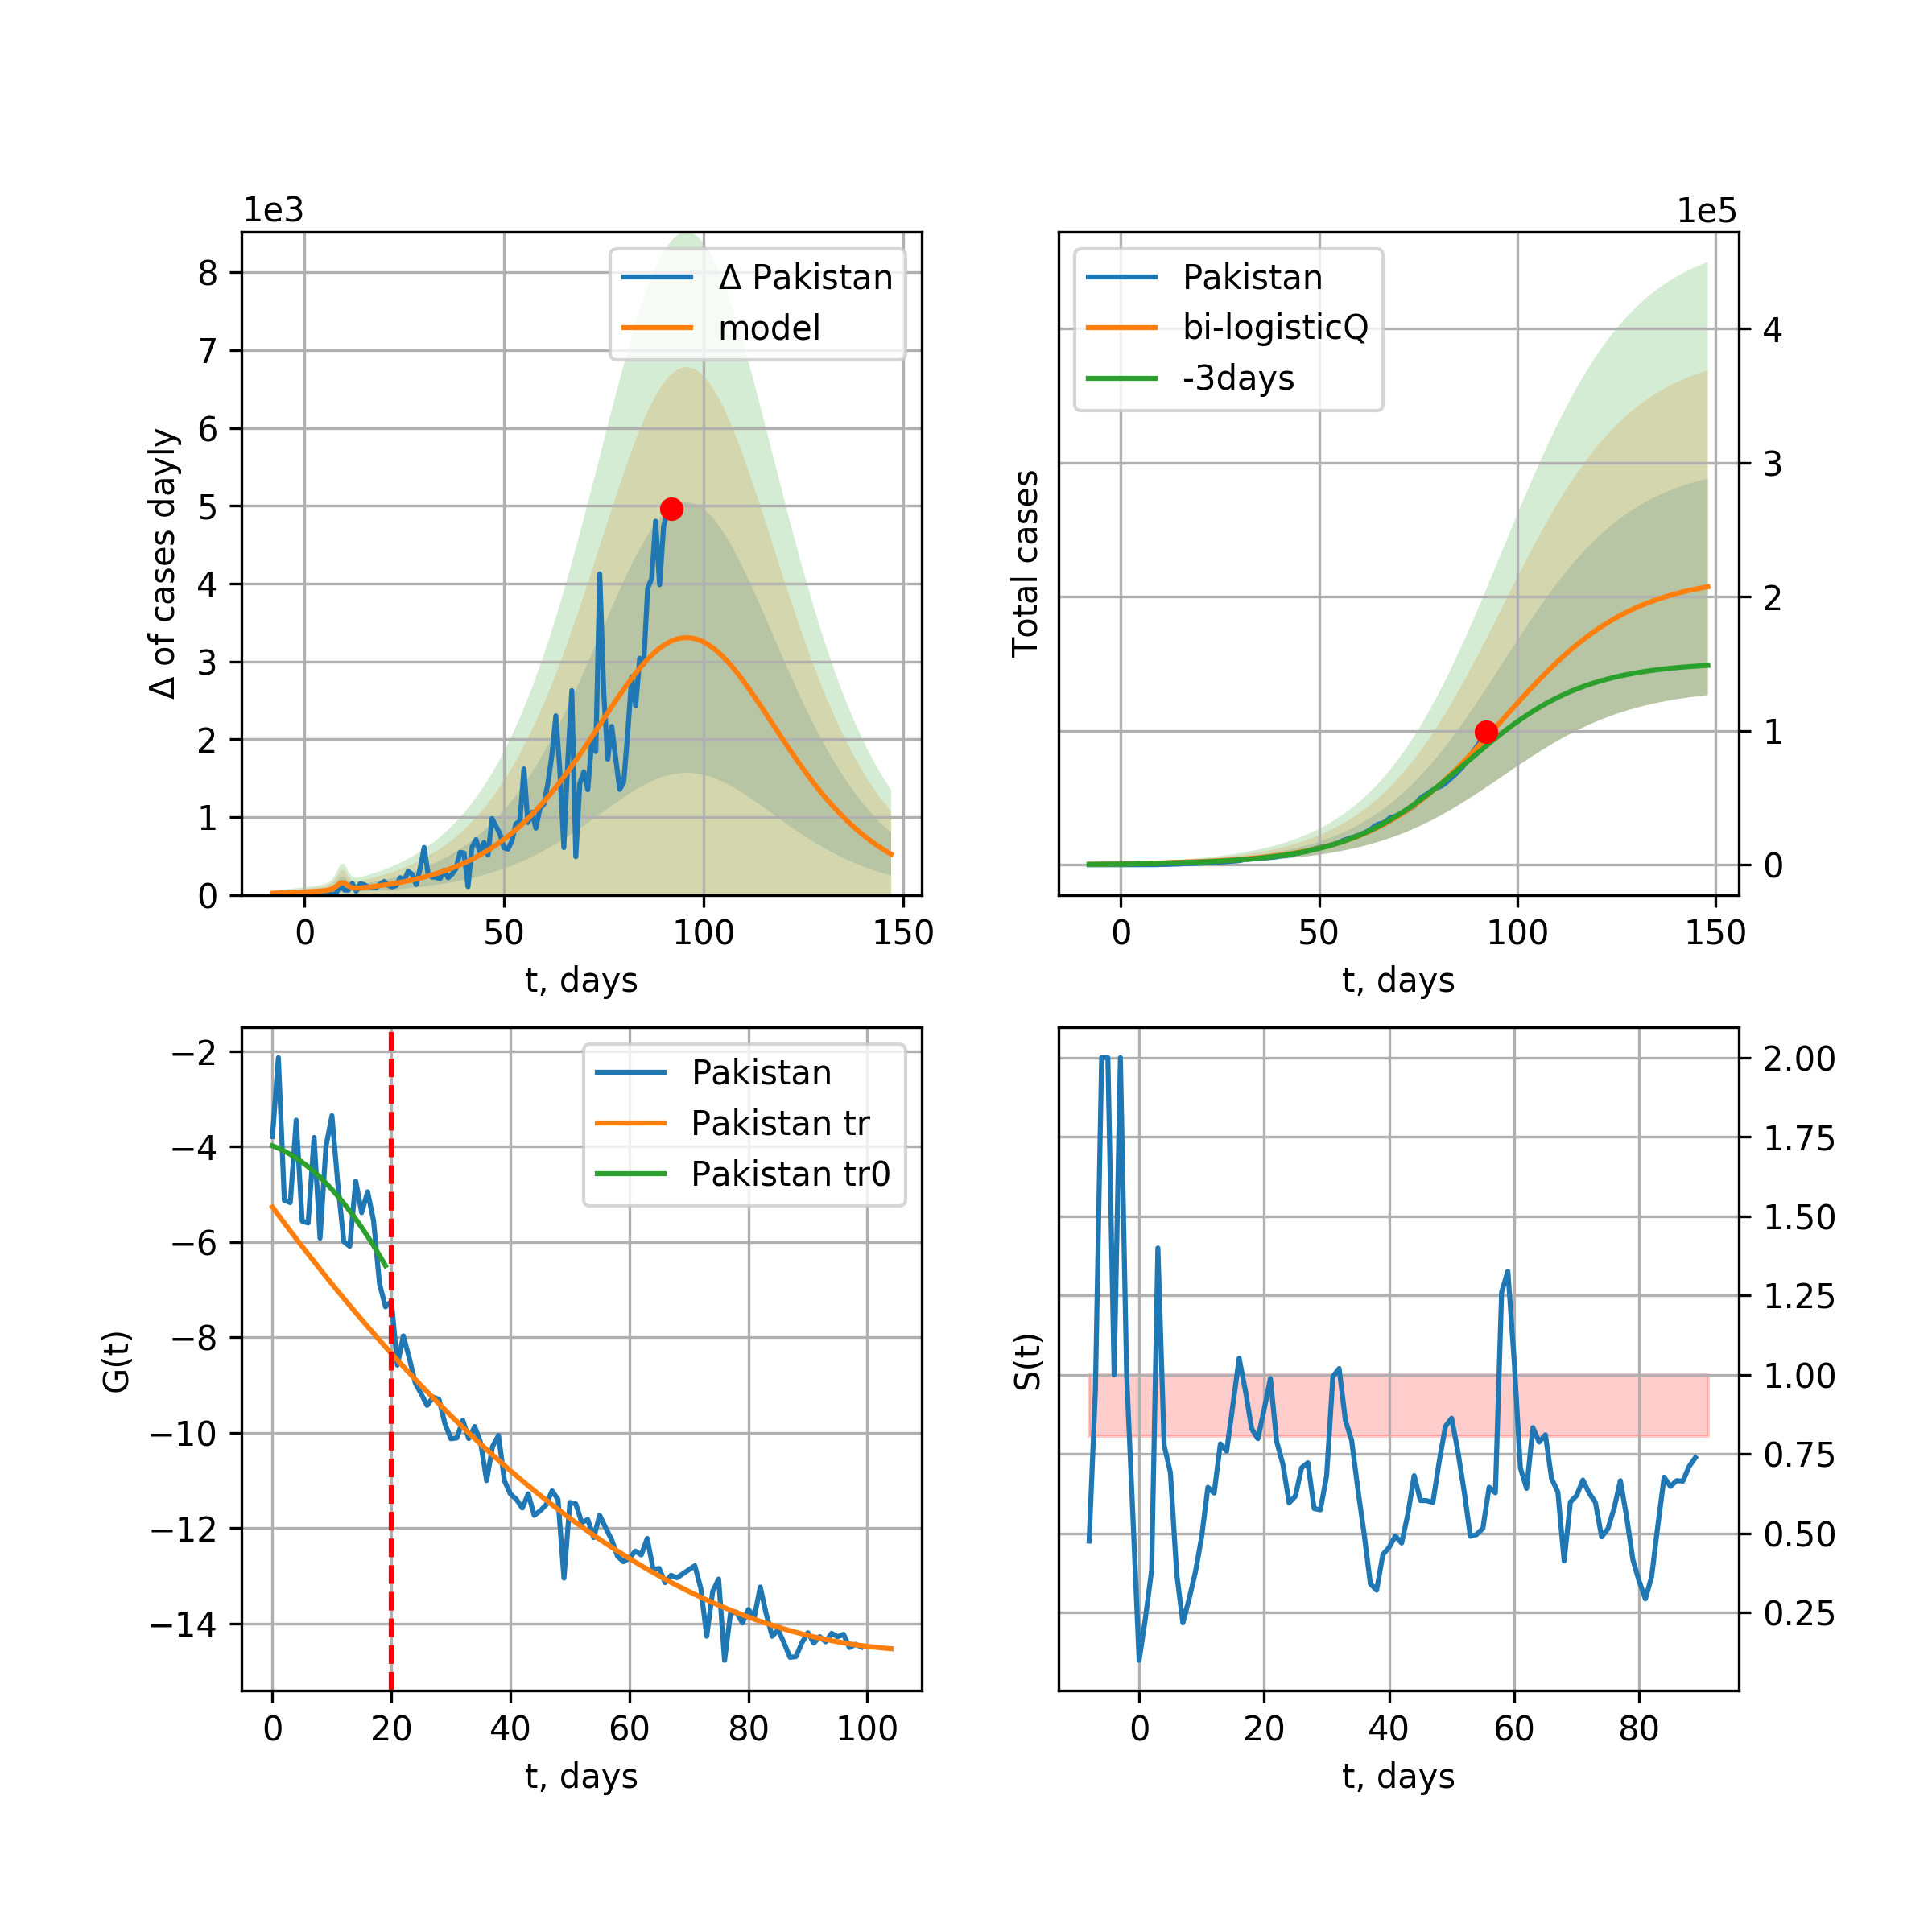 1e3
8
7
6
5
4
3
2
1
0
Δ of cases dayly
Δ Pakistan
model
0 50 100 150
t, days
1e5
Total cases
Pakistan
bi-logisticQ
-3days
4
3
2
1
0
0 50 100 150
t, days
−2
−4
−6
−8
−10
−12
−14
G(t)
Pakistan
Pakistan tr
Pakistan tr0
0 20 40 60 80 100
t, days
S(t)
2.00
1.75
1.50
1.25
1.00
0.75
0.50
0.25
0 20 40 60 80
t, days